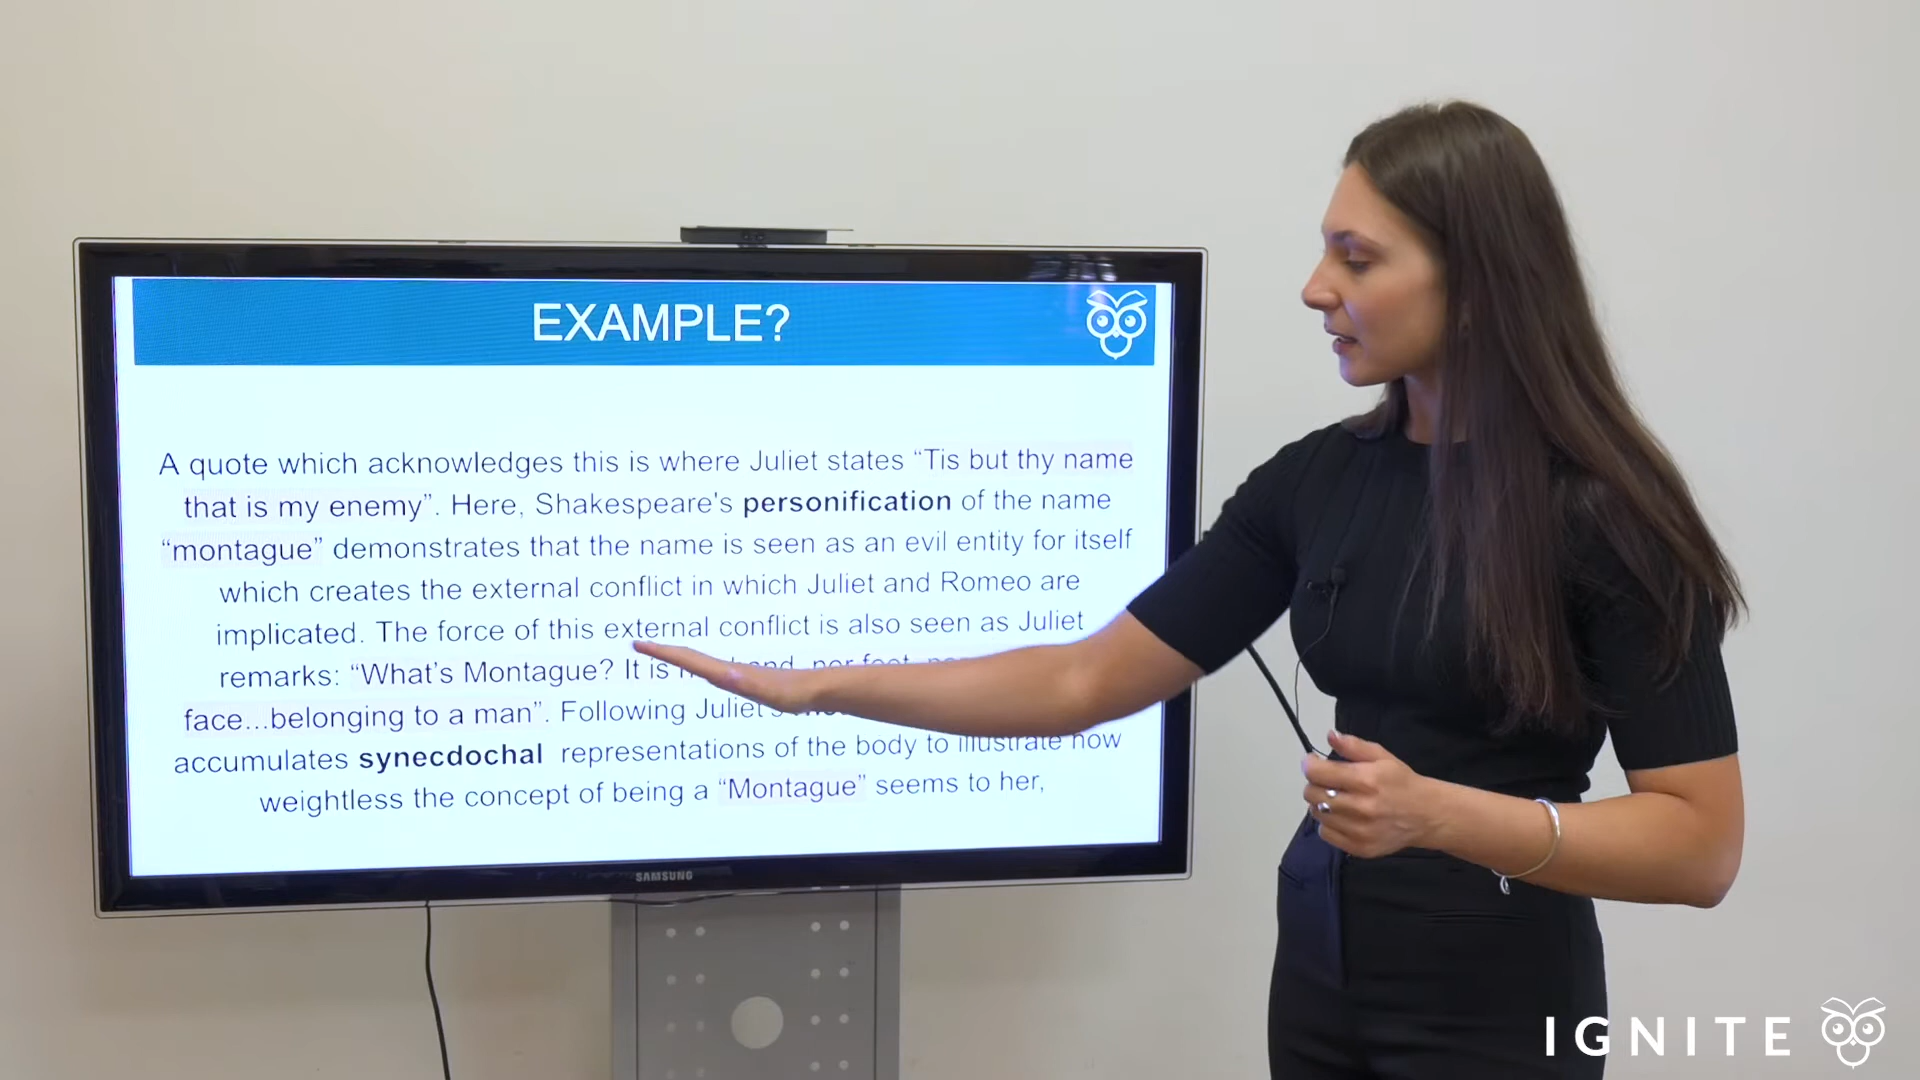 EXAMPLE?
A quote which acknowledges this is where Juliet states “Tis but thy name
that is my enemy”. Here, Shakespeare's personification of the name
“montague” demonstrates that the name is seen as an evil entity for itself
which creates the external conflict in which Juliet and Romeo are
implicated. The force of this external conflict is also seen as Juliet
remarks: “What’s Montague? It is hand, nor foot,
face...belonging to a man”. Following Juliet's
accumulates synecdochal representations of the body to illustrate how
weightless the concept of being a “Montague” seems to her,
SAMSUNG
IGNITE